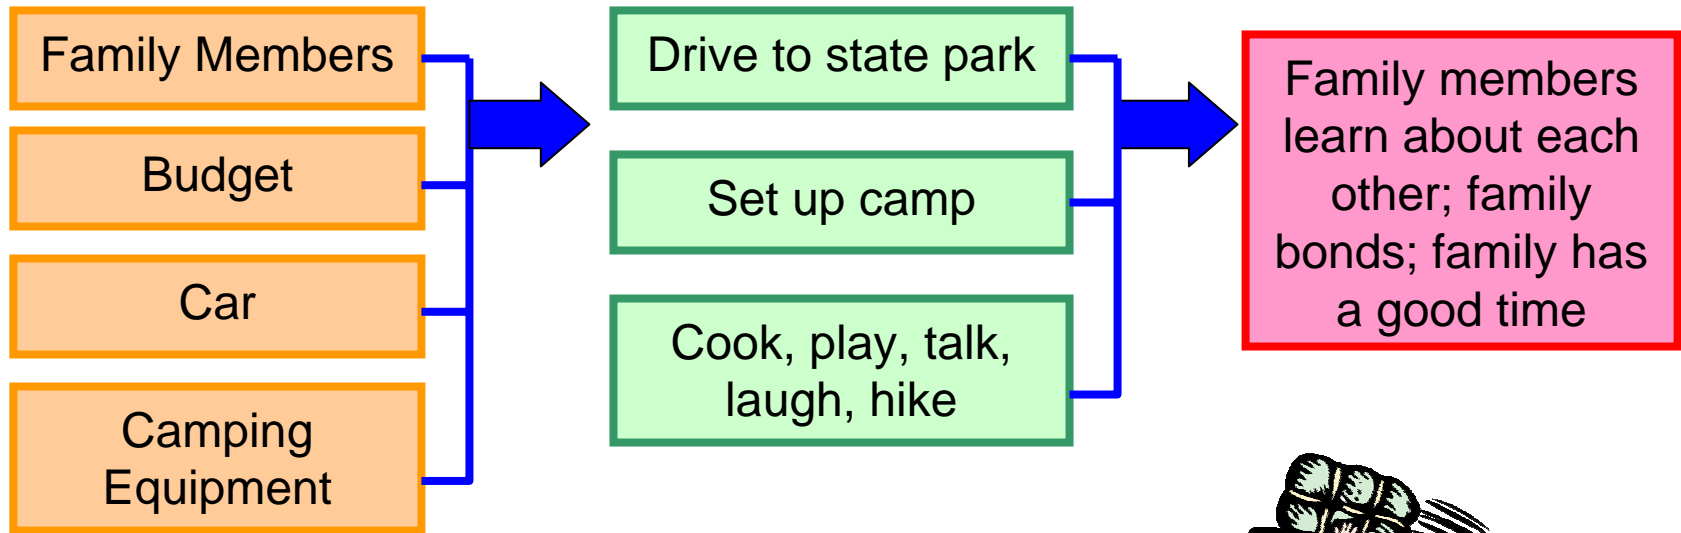 Family Members
Budget
Car
Camping
Equipment
Drive to state park
Set up camp
Cook, play, talk,
laugh, hike
Family members
learn about each
other; family
bonds; family has
a good time